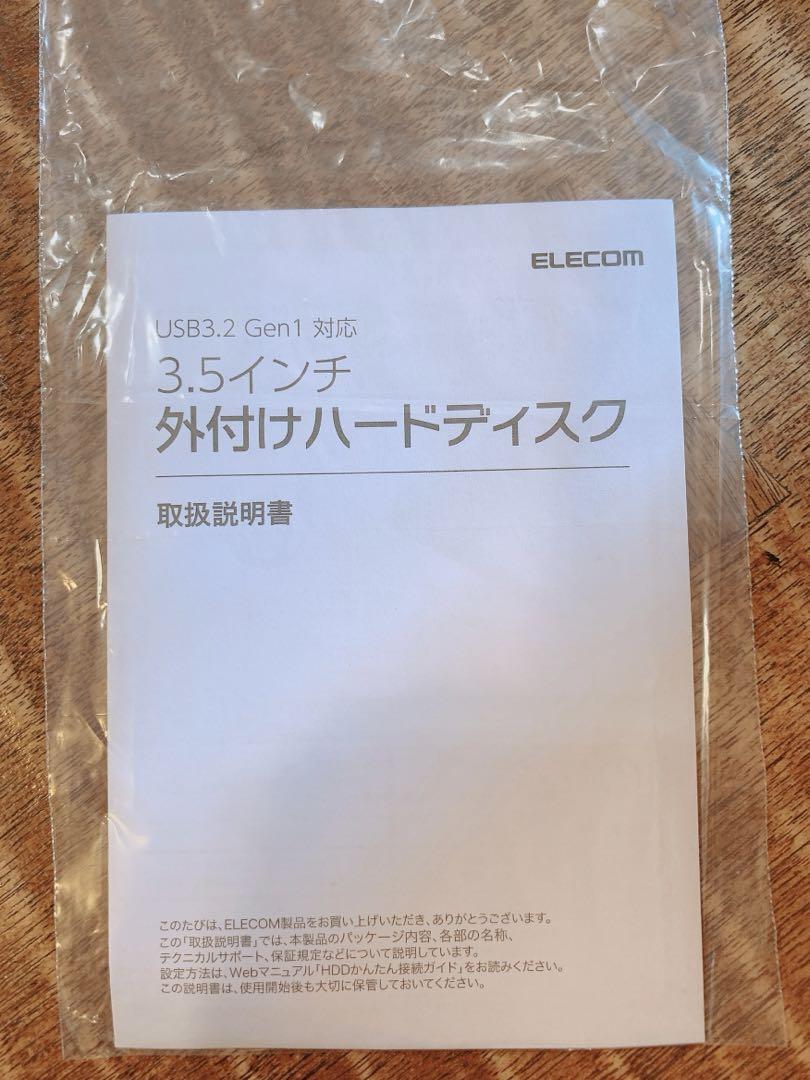 ELECOM
USB3.2 Gen1 対応
3.5インチ
外付けハードディスク
取扱説明書
このたびは、ELECOM製品をお買い上げいただき、ありがとうございます。
この「取扱説明書」では、本製品のパッケージ内容、各部の名称、
テクニカルサポート、保証規定などについて説明しています。
設定方法は、Webマニュアル「HDDかんたん接続ガイド」をお読みください。
この説明書は、使用開始後も大切に保管しておいてください。